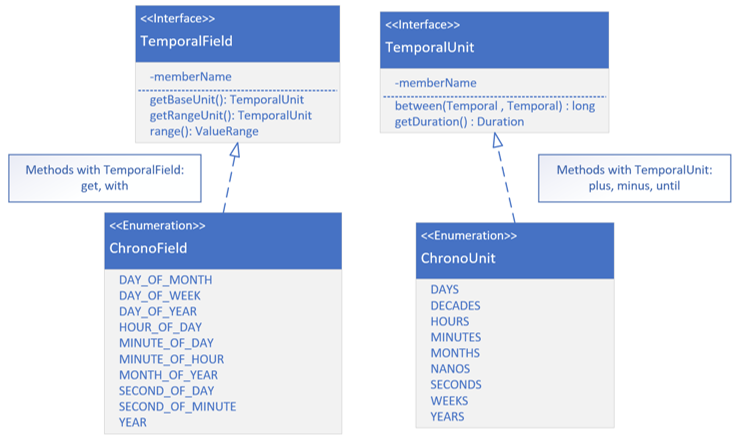 <<Interface>>
TemporalField
-memberName
getBaseUnit(): TemporalUnit
getRangeUnit(): TemporalUnit
range(): ValueRange
<<Interface>>
TemporalUnit
-memberName
between(Temporal , Temporal) : long
getDuration() : Duration
Methods with TemporalField:
get, with
Methods with TemporalUnit:
plus, minus, until
<<Enumeration>>
ChronoField
DAY_OF_MONTH
DAY_OF_WEEK
DAY_OF_YEAR
HOUR_OF_DAY
MINUTE_OF_DAY
MINUTE_OF_HOUR
MONTH_OF_YEAR
SECOND_OF_DAY
SECOND_OF_MINUTE
YEAR
<<Enumeration>>
ChronoUnit
DAYS
DECADES
HOURS
MINUTES
MONTHS
NANOS
SECONDS
WEEKS
YEARS